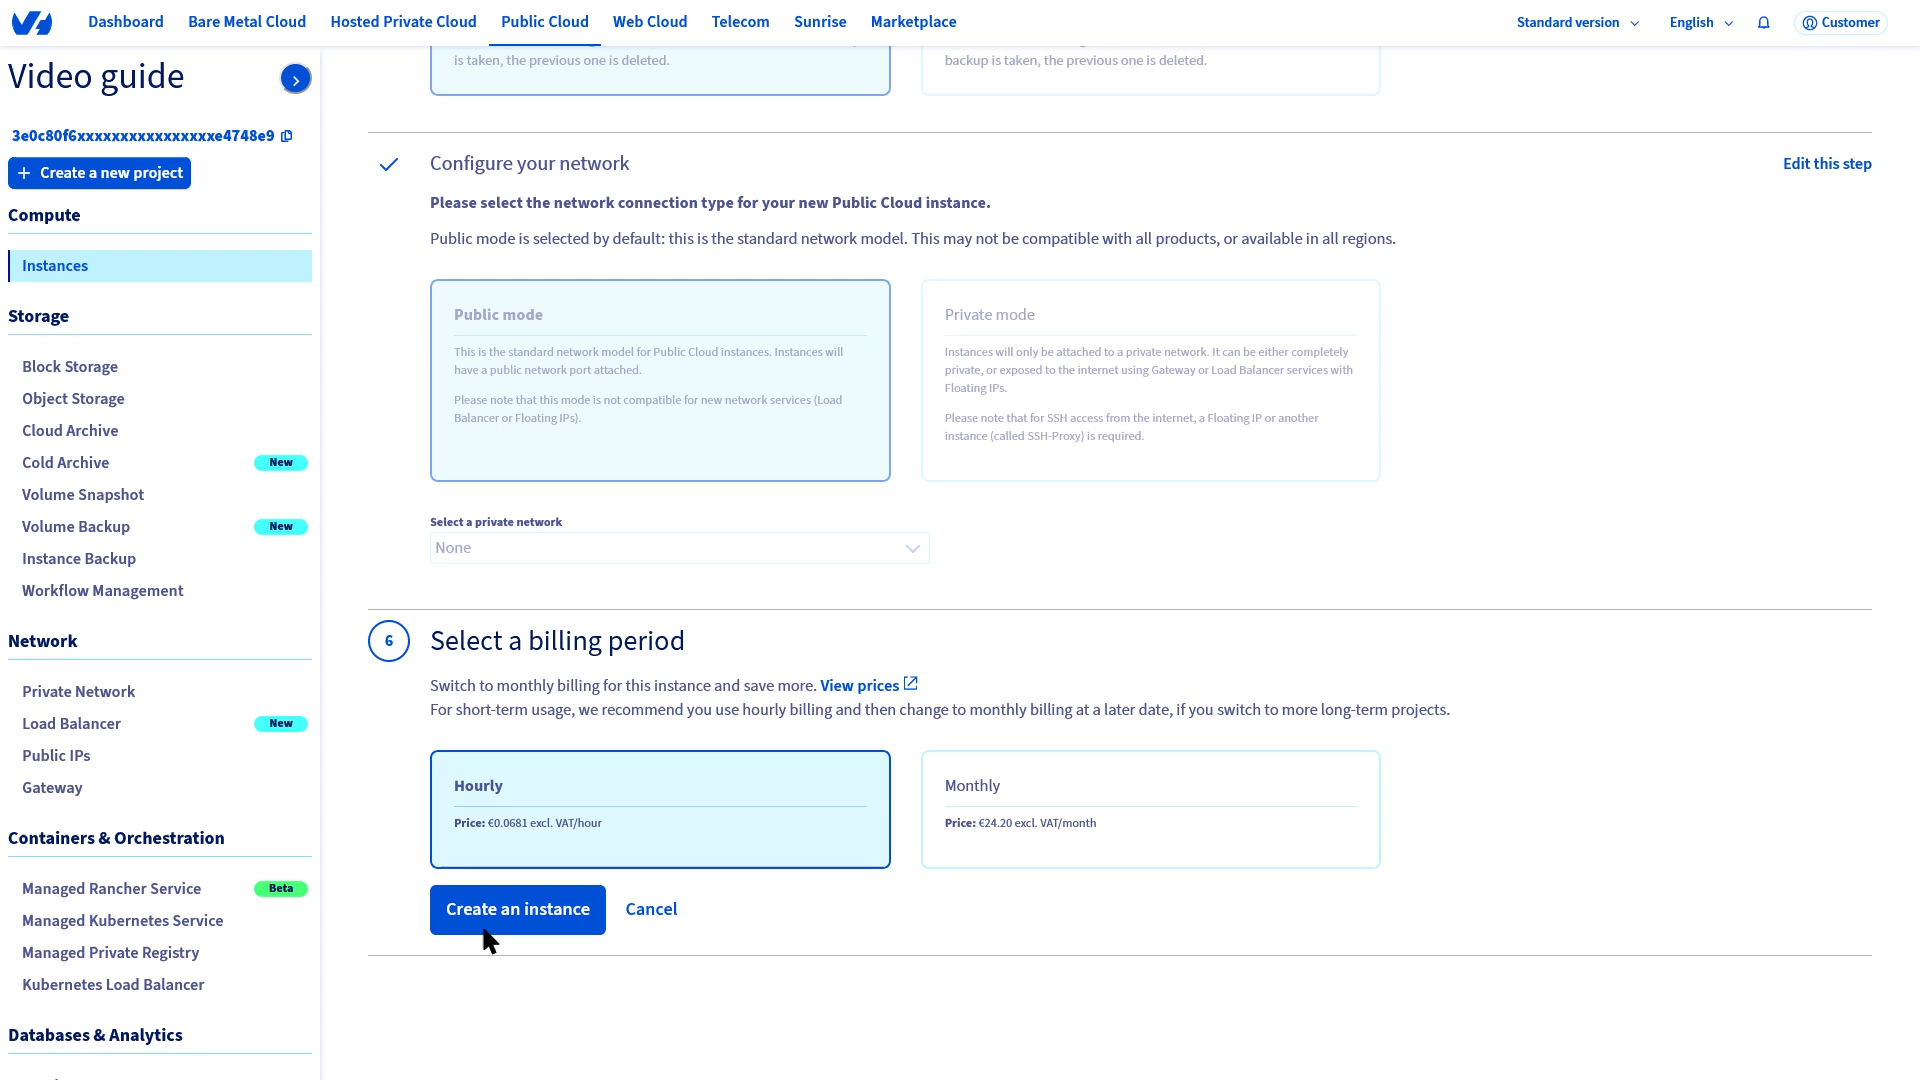 Dashboard
Bare Metal Cloud
Hosted Private Cloud
Public Cloud
Web Cloud
Telecom
Sunrise
Marketplace
Standard version
English
Customer
Video guide
3e0c80f6xxxxxxxxxxxxxxxxe4748e9
Create a new project
Compute
Instances
Storage
Block Storage
Object Storage
Cloud Archive
Cold Archive
New
Volume Snapshot
Volume Backup
New
Instance Backup
Workflow Management
Network
Private Network
Load Balancer
New
Public IPs
Gateway
Containers & Orchestration
Managed Rancher Service
Beta
Managed Kubernetes Service
Managed Private Registry
Kubernetes Load Balancer
Databases & Analytics
is taken, the previous one is deleted.
backup is taken, the previous one is deleted.
Configure your network
Edit this step
Please select the network connection type for your new Public Cloud instance.
Public mode is selected by default: this is the standard network model. This may not be compatible with all products, or available in all regions.
Public mode
This is the standard network model for Public Cloud instances. Instances will
have a public network port attached.
Please note that this mode is not compatible for new network services (Load
Balancer or Floating IPs).
Private mode
Instances will only be attached to a private network. It can be either completely
private, or exposed to the internet using Gateway or Load Balancer services with
Floating IPs.
Please note that for SSH access from the internet, a Floating IP or another
instance (called SSH-Proxy) is required.
Select a private network
None
6
Select a billing period
Switch to monthly billing for this instance and save more. View prices
For short-term usage, we recommend you use hourly billing and then change to monthly billing at a later date, if you switch to more long-term projects.
Hourly
Price: €0.0681 excl. VAT/hour
Monthly
Price: €24.20 excl. VAT/month
Create an instance
Cancel